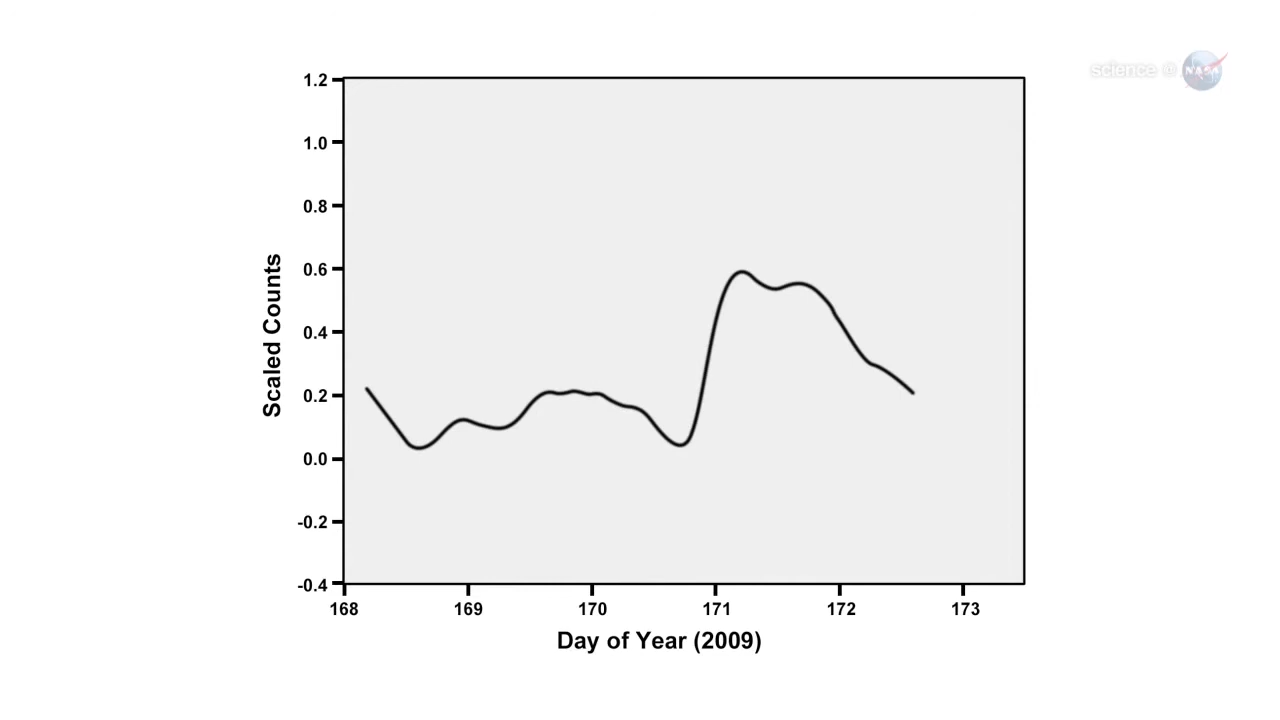 science @ NASA
1.2
1.0
0.8
0.6
0.4
0.2
0.0
-0.2
-0.4
Scaled Counts
168 169 170 171 172 173
Day of Year (2009)